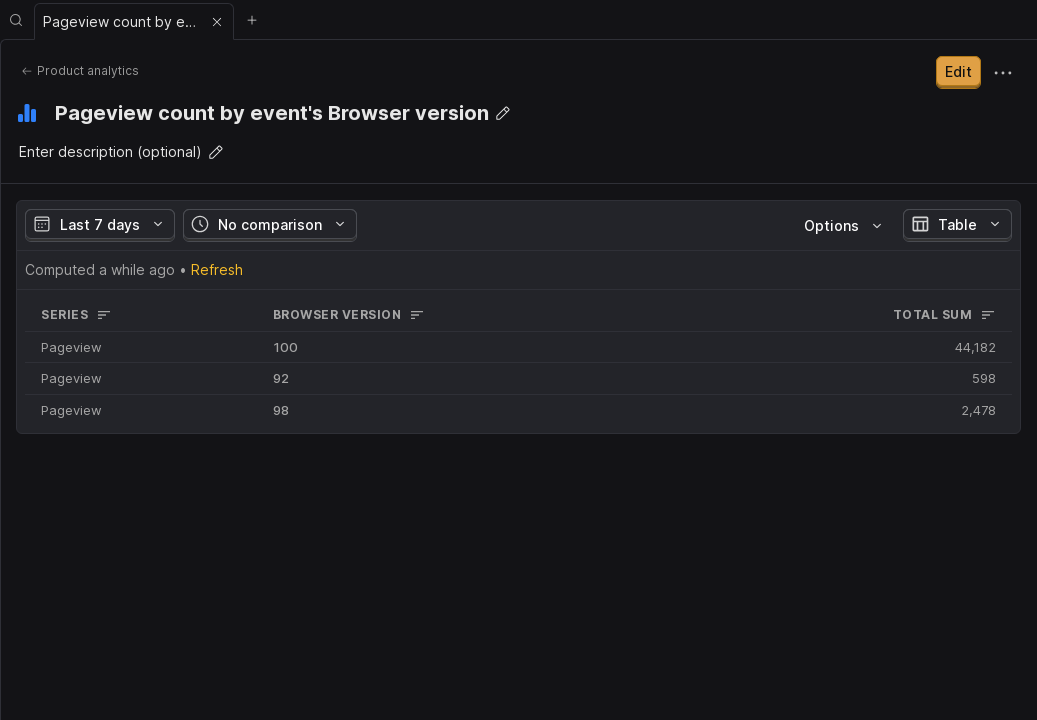 Pageview count by e...
Product analytics
Edit
Pageview count by event's Browser version
Enter description (optional)
Last 7 days
No comparison
Options
Table
Computed a while ago • Refresh
SERIES BROWSER VERSION TOTAL SUM
Pageview 100 44,182
Pageview 92 598
Pageview 98 2,478